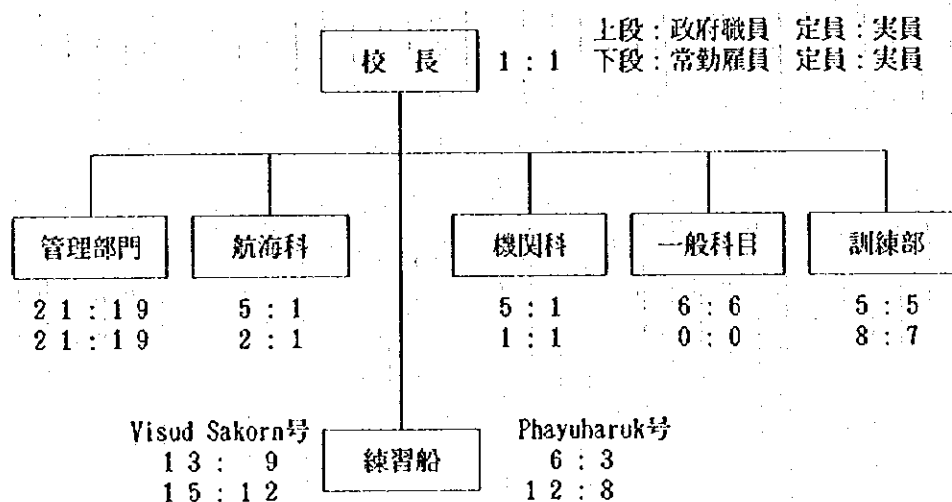 上段：政府職員 定員：実員
校 長 1：1 下段：常勤雇員 定員：実員
管理部門 航海科 機関科 一般科目 訓練部
21：19 5：1 5：1 6：6 5：5
21：19 2：1 1：1 0：0 8：7
Visud Sakorn号 Phayuharuk号
13： 9 練習船 6：3
15：12 12：8